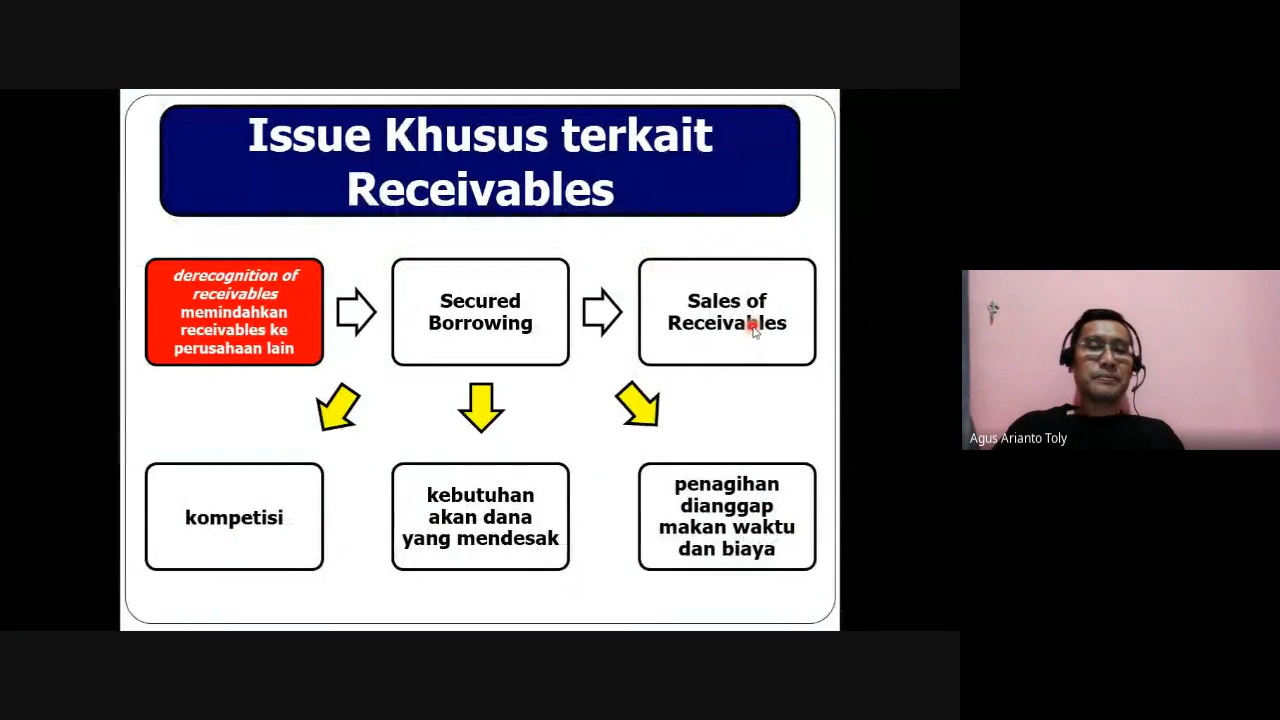 Issue Khusus terkait
Receivables
derecognition of
receivables
memindahkan
receivables ke
perusahaan lain
Secured
Borrowing
Sales of
Receivables
kompetisi
kebutuhan
akan dana
yang mendesak
penagihan
dianggap
makan waktu
dan biaya
Agus Arianto Toly